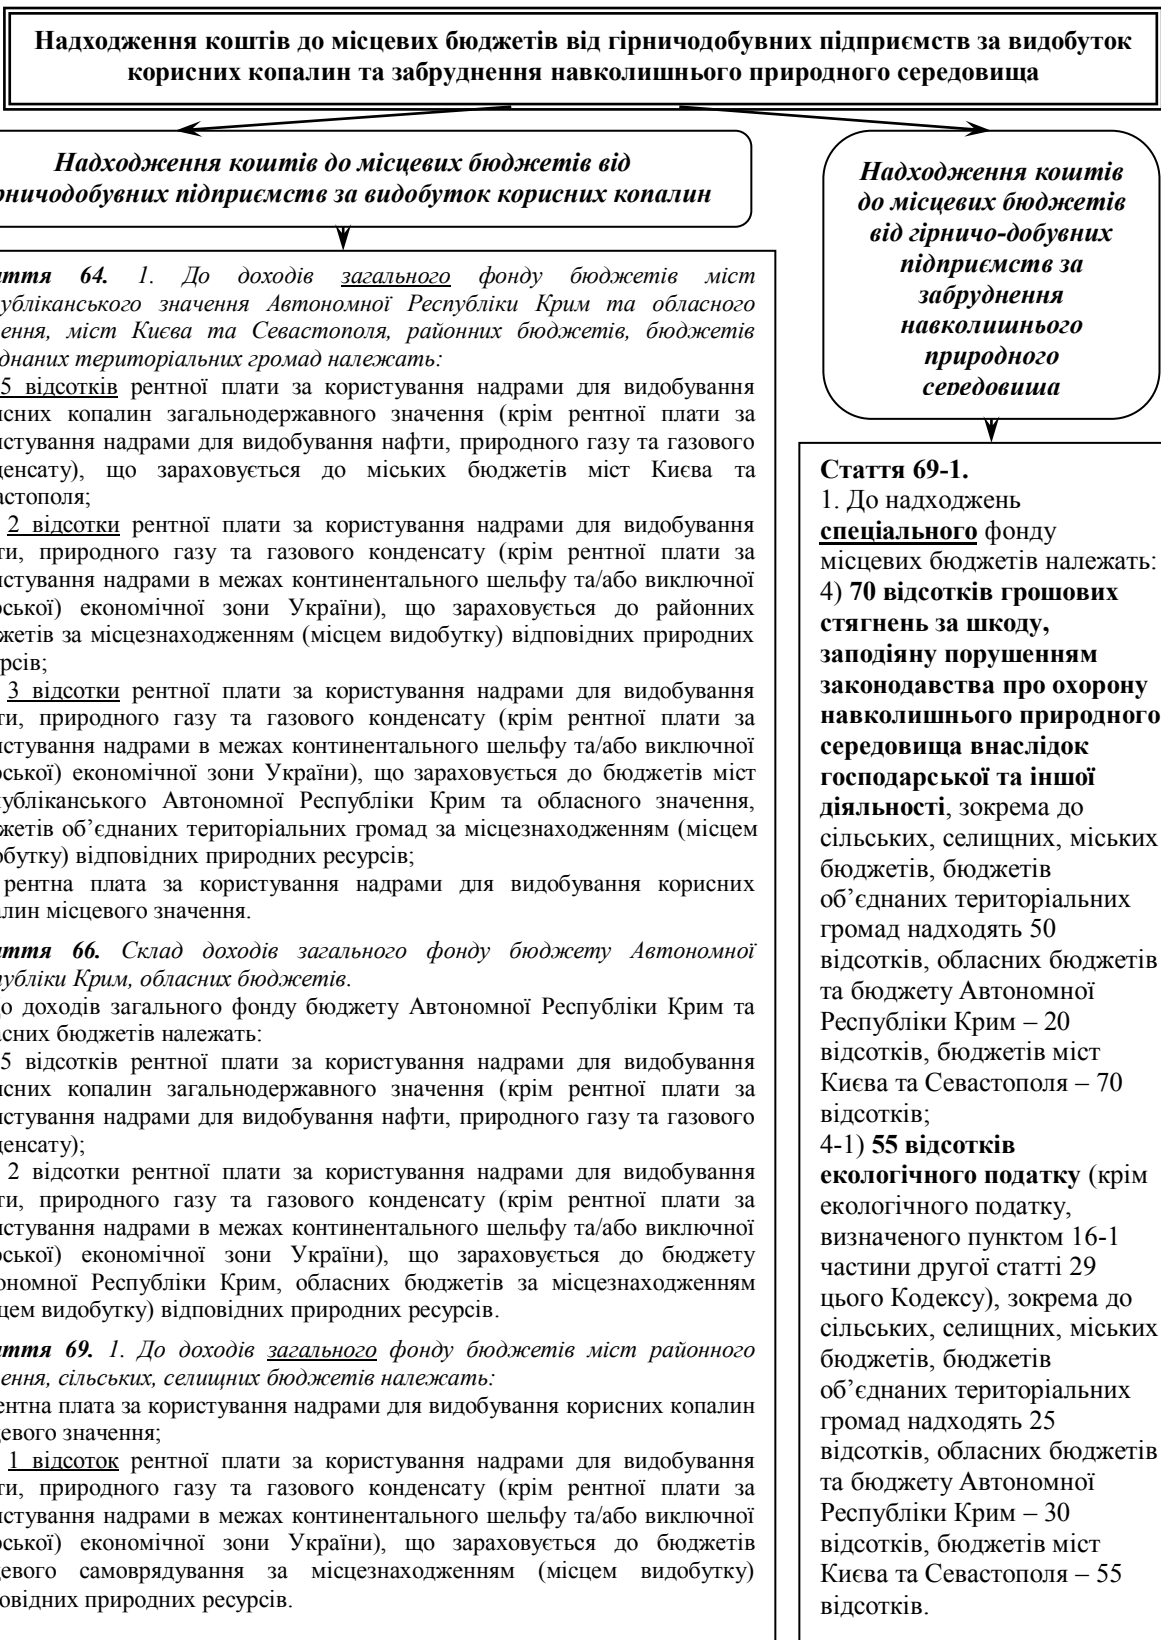 Надходження коштів до місцевих бюджетів від гірничодобувних підприємств за видобуток
корисних копалин та забруднення навколишнього природного середовища
Надходження коштів до місцевих бюджетів від
рничодобувних підприємств за видобуток корисних копалин
аття 64. 1. До доходів загального фонду бюджетів міст
убліканського значення Автономної Республіки Крим та обласного
ення, міст Києва та Севастополя, районних бюджетів, бюджетів
днаних територіальних громад належать:
5 відсотків рентної плати за користування надрами для видобування
исних копалин загальнодержавного значення (крім рентної плати за
истування надрами для видобування нафти, природного газу та газового
денсату), що зараховується до міських бюджетів міст Києва та
астополя;
2 відсотки рентної плати за користування надрами для видобування
ти, природного газу та газового конденсату (крім рентної плати за
истування надрами в межах континентального шельфу та/або виключної
рської) економічної зони України), що зараховується до районних
жетів за місцезнаходженням (місцем видобутку) відповідних природних
рсів;
3 відсотки рентної плати за користування надрами для видобування
ти, природного газу та газового конденсату (крім рентної плати за
истування надрами в межах континентального шельфу та/або виключної
рської) економічної зони України), що зараховується до бюджетів міст
публіканського Автономної Республіки Крим та обласного значення,
жетів об’єднаних територіальних громад за місцезнаходженням (місцем
обутку) відповідних природних ресурсів;
рентна плата за користування надрами для видобування корисних
алин місцевого значення.
аття 66. Склад доходів загального фонду бюджету Автономної
публіки Крим, обласних бюджетів.
о доходів загального фонду бюджету Автономної Республіки Крим та
асних бюджетів належать:
5 відсотків рентної плати за користування надрами для видобування
исних копалин загальнодержавного значення (крім рентної плати за
истування надрами для видобування нафти, природного газу та газового
денсату);
2 відсотки рентної плати за користування надрами для видобування
ти, природного газу та газового конденсату (крім рентної плати за
истування надрами в межах континентального шельфу та/або виключної
рської) економічної зони України), що зараховується до бюджету
ономної Республіки Крим, обласних бюджетів за місцезнаходженням
цем видобутку) відповідних природних ресурсів.
аття 69. 1. До доходів загального фонду бюджетів міст районного
ення, сільських, селищних бюджетів належать:
ентна плата за користування надрами для видобування корисних копалин
цевого значення;
1 відсоток рентної плати за користування надрами для видобування
ти, природного газу та газового конденсату (крім рентної плати за
истування надрами в межах континентального шельфу та/або виключної
рської) економічної зони України), що зараховується до бюджетів
цевого самоврядування за місцезнаходженням (місцем видобутку)
овідних природних ресурсів.
Надходження коштів
до місцевих бюджетів
від гірничо-добувних
підприємств за
забруднення
навколишнього
природного
середовища
Стаття 69-1.
1. До надходжень
спеціального фонду
місцевих бюджетів належать:
4) 70 відсотків грошових
стягнень за шкоду,
заподіяну порушенням
законодавства про охорону
навколишнього природного
середовища внаслідок
господарської та іншої
діяльності, зокрема до
сільських, селищних, міських
бюджетів, бюджетів
об’єднаних територіальних
громад надходять 50
відсотків, обласних бюджетів
та бюджету Автономної
Республіки Крим – 20
відсотків, бюджетів міст
Києва та Севастополя – 70
відсотків;
4-1) 55 відсотків
екологічного податку (крім
екологічного податку,
визначеного пунктом 16-1
частини другої статті 29
цього Кодексу), зокрема до
сільських, селищних, міських
бюджетів, бюджетів
об’єднаних територіальних
громад надходять 25
відсотків, обласних бюджетів
та бюджету Автономної
Республіки Крим – 30
відсотків, бюджетів міст
Києва та Севастополя – 55
відсотків.